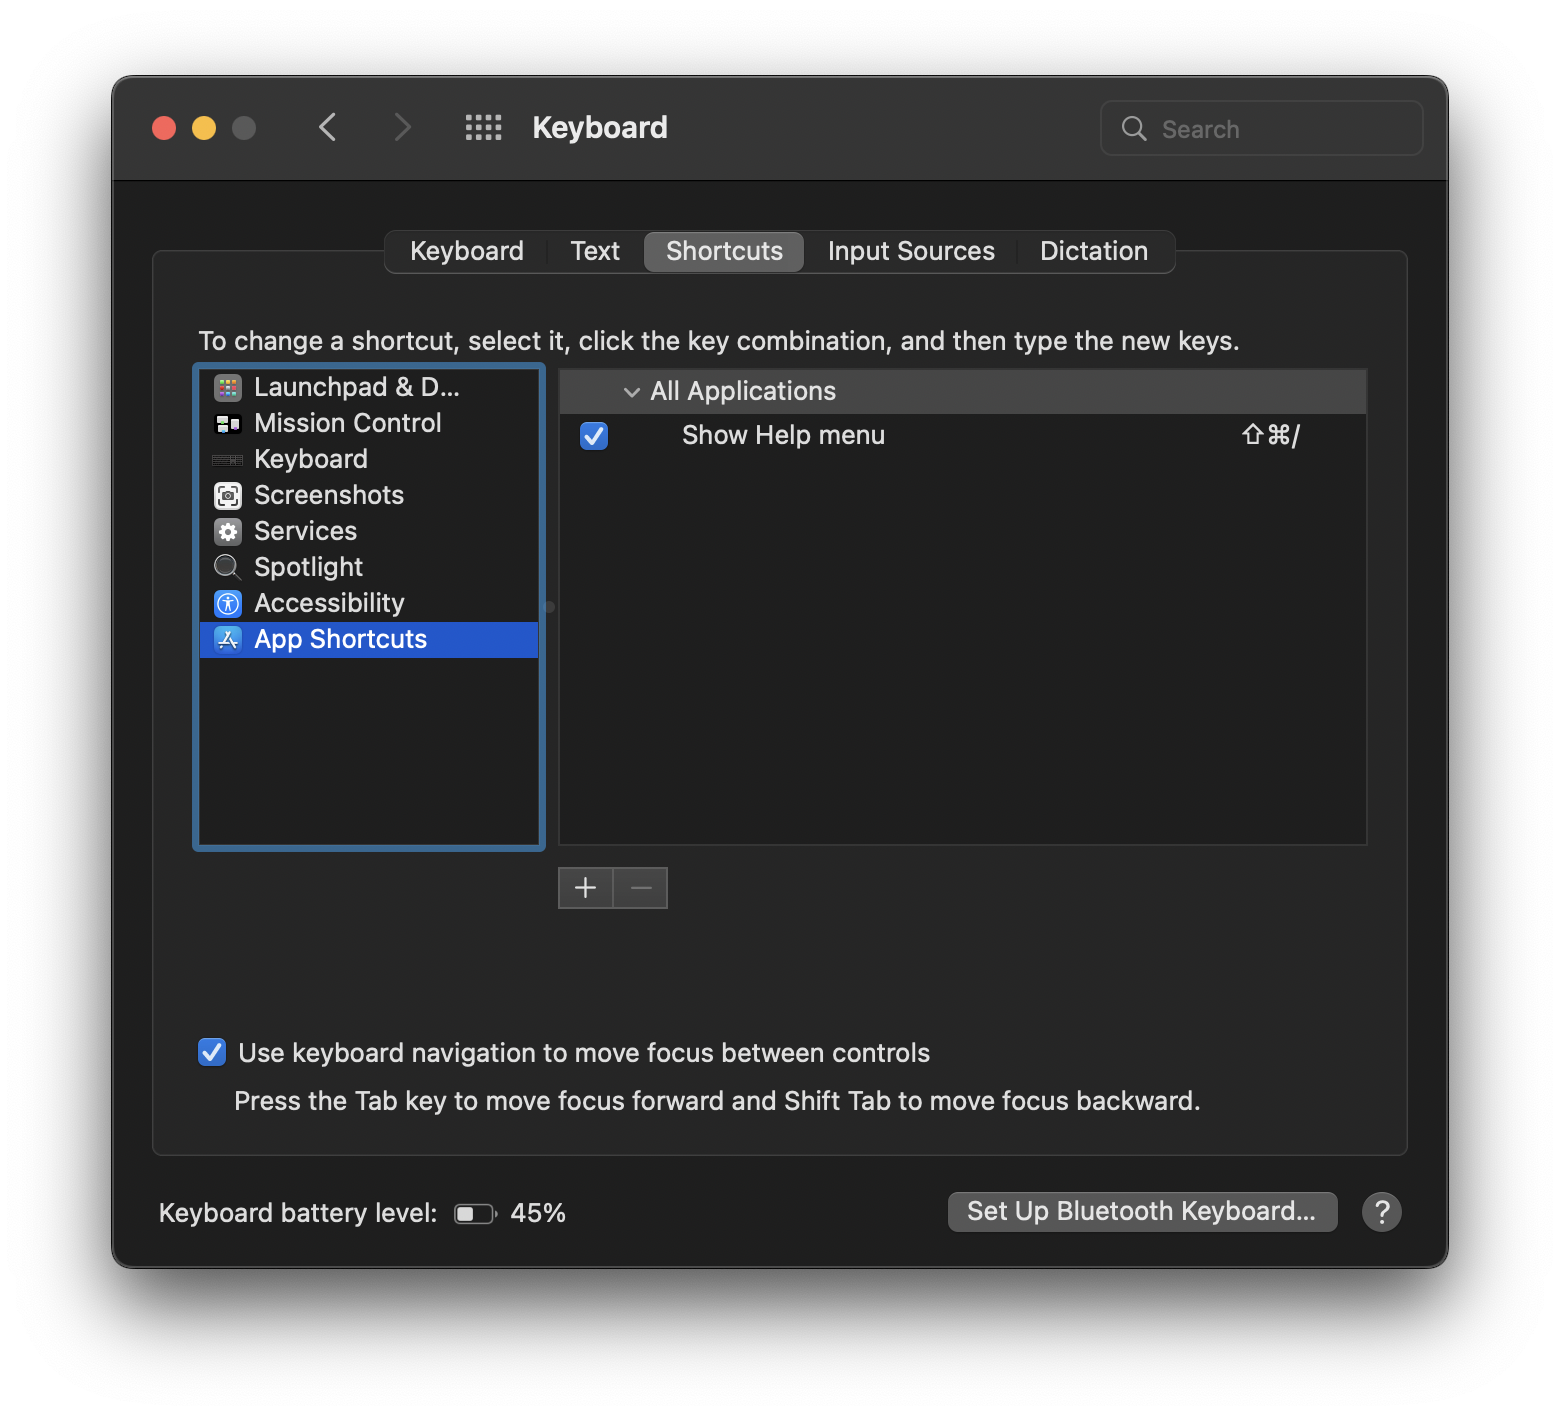 Keyboard
Search
Keyboard Text Shortcuts Input Sources Dictation
To change a shortcut, select it, click the key combination, and then type the new keys.
Launchpad & D...
Mission Control
Keyboard
Screenshots
Services
Spotlight
Accessibility
App Shortcuts
All Applications
Show Help menu ⇧⌘/
Use keyboard navigation to move focus between controls
Press the Tab key to move focus forward and Shift Tab to move focus backward.
Keyboard battery level: 45%
Set Up Bluetooth Keyboard...
?